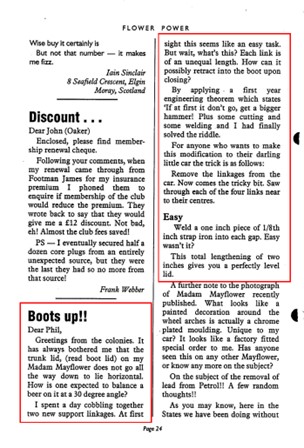 FLOWER POWER
Wise buy it certainly is
But not that number — it makes
me fizz.
Iain Sinclair
8 Seafield Crescent, Elgin
Moray, Scotland
Discount . . .
Dear John (Oaker)
Enclosed, please find member-
ship renewal cheque.
Following your comments, when
my renewal came through from
Footman James for my insurance
premium I phoned them to
enquire if membership of the club
would reduce the premium. They
wrote back to say that they would
give me a £12 discount. Not bad,
eh! Almost the club fees saved!
PS — I eventually secured half a
dozen core plugs from an entirely
unexpected source, but they were
the last they had so no more from
that source!
Frank Webber
Boots up!!
Dear Phil,
Greetings from the colonies. It
has always bothered me that the
trunk lid, (read boot lid) on my
Madam Mayflower does not go all
the way down to lie horizontal.
How is one expected to balance a
beer on it at a 30 degree angle?
I spent a day cobbling together
two new support linkages. At first
sight this seems like an easy task.
But wait, what's this? Each link is
of an unequal length. How can it
possibly retract into the boot upon
closing?
By applying a first year
engineering theorem which states
'If at first it don't go, get a bigger
hammer! Plus some cutting and
some welding and I had finally
solved the riddle.
For anyone who wants to make
this modification to their darling
little car the trick is as follows:
Remove the linkages from the
car. Now comes the tricky bit. Saw
through each of the four links near
to their centres.
Easy
Weld a one piece of 1/8th
inch strap iron into each gap. Easy
wasn't it?
This total lengthening of two
inches gives you a perfectly level
lid.
A further note to the photograph
of Madam Mayflower recently
published. What looks like a
painted decoration around the
wheel arches is actually a chrome
plated moulding. Unique to my
car? It looks like a factory fitted
special order to me. Has anyone
seen this on any other Mayflower,
or know any more on the subject?
On the subject of the removal of
lead from Petrol!! A few random
thoughts!!
As you may know, here in the
States we have been doing without
Page 24